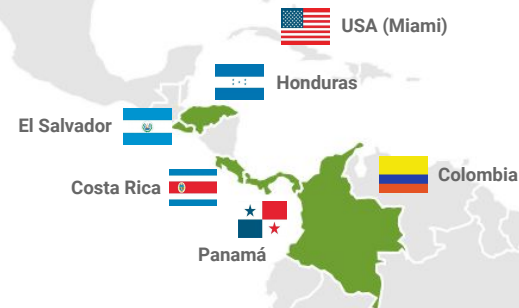 USA (Miami)
Honduras
El Salvador
Costa Rica
Colombia
Panamá